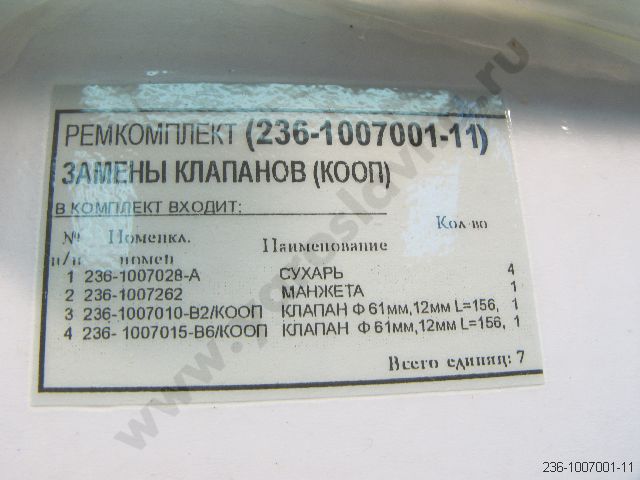 РЕМКОМПЛЕКТ (236-1007001-11)
ЗАМЕНЫ КЛАПАНОВ (КООП)
В КОМПЛЕКТ ВХОДИТ:
№ Номенкл. Наименование Кол-во
п/п номен
1 236-1007028-А СУХАРЬ 4
2 236-1007262 МАНЖЕТА 1
3 236-1007010-В2/КООП КЛАПАН Ф 61мм,12мм L=156, 1
4 236- 1007015-В6/КООП КЛАПАН Ф 61мм,12мм L=156, 1
Всего единиц: 7
236-1007001-11